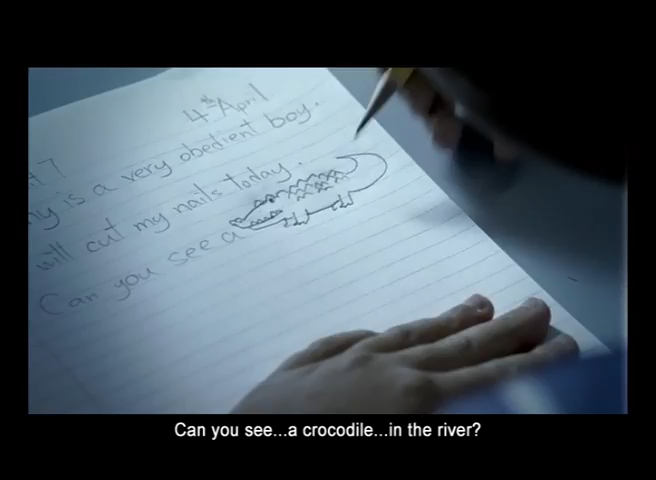 4th April
7
is a very obedient boy.
will cut my nails today.
Can you see a
Can you see...a crocodile...in the river?